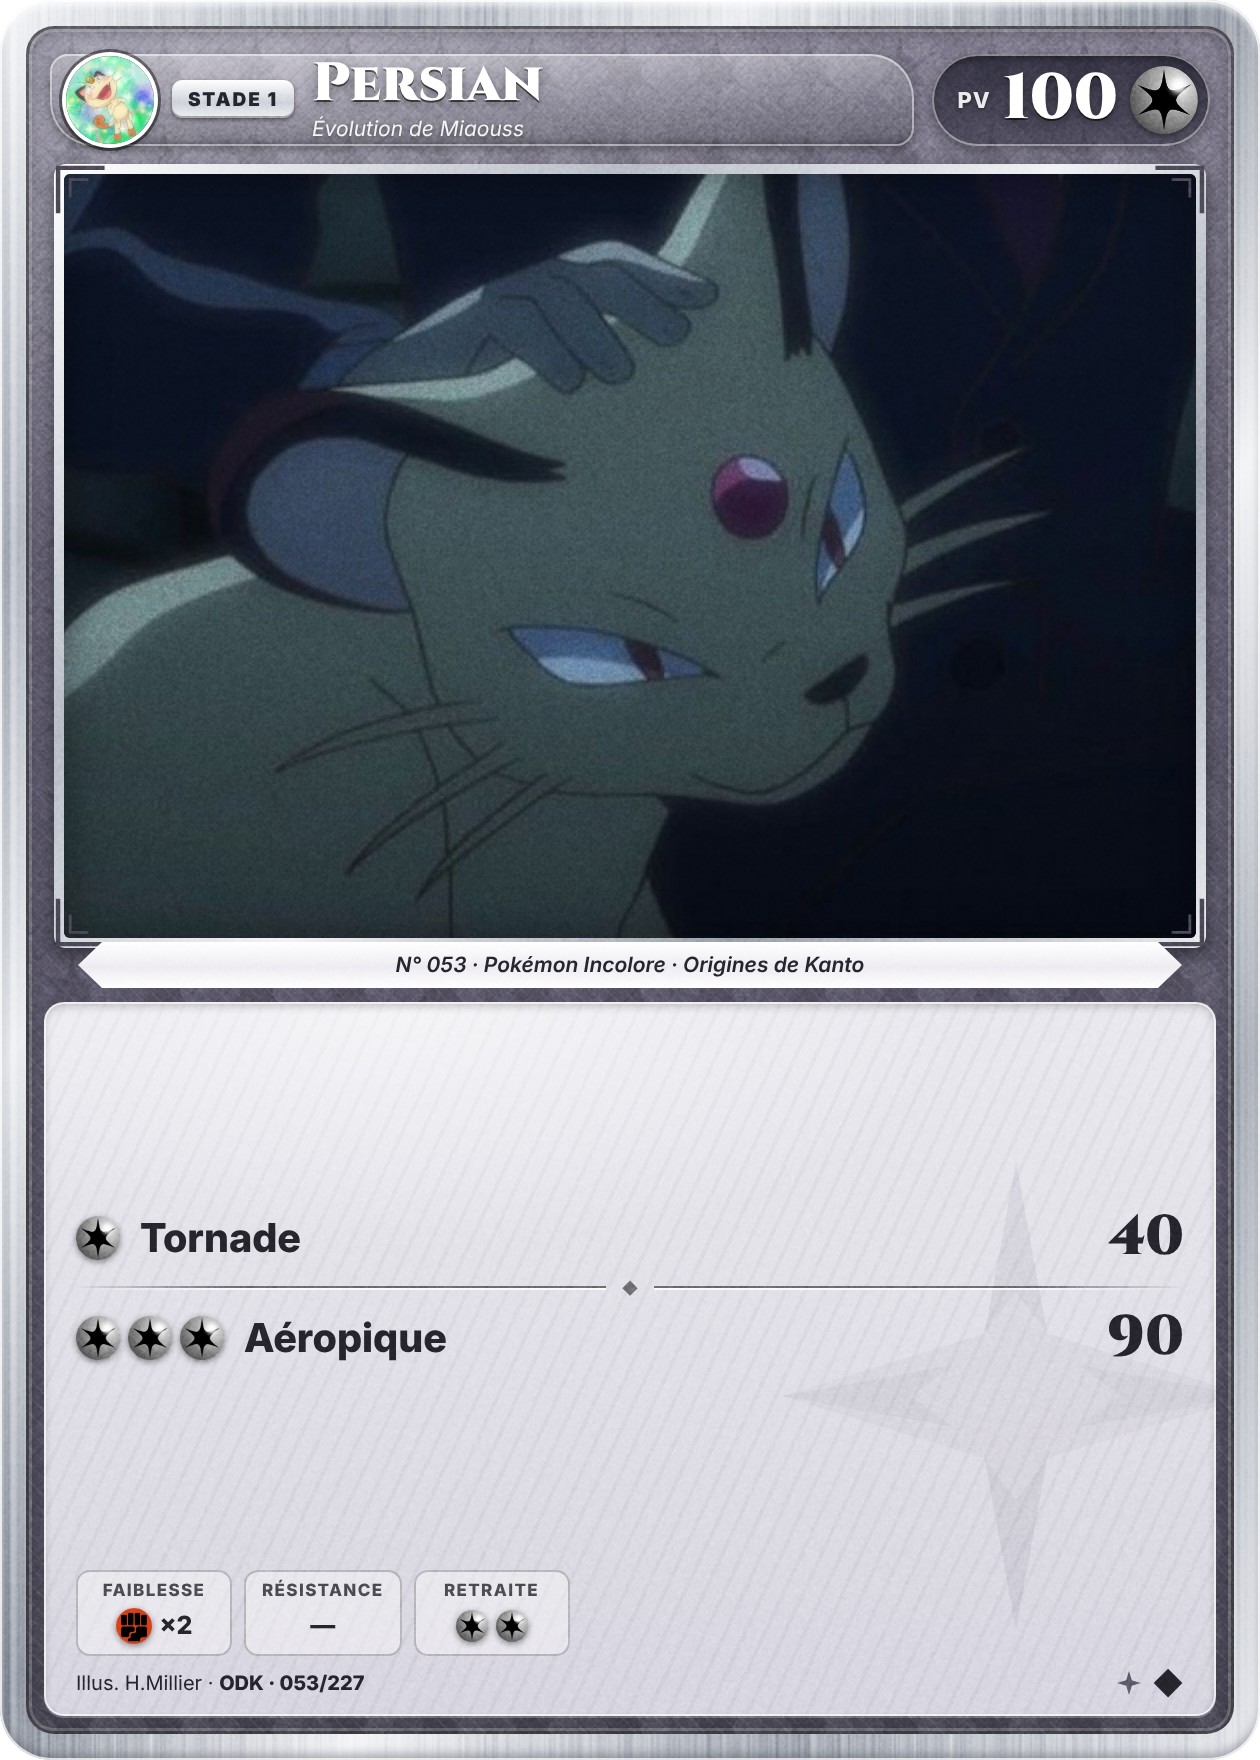 STADE 1
Persian
Évolution de Miaouss
PV 100
N° 053 · Pokémon Incolore · Origines de Kanto
Tornade 40
Aéropique 90
FAIBLESSE
×2
RÉSISTANCE
—
RETRAITE
Illus. H.Millier · ODK · 053/227